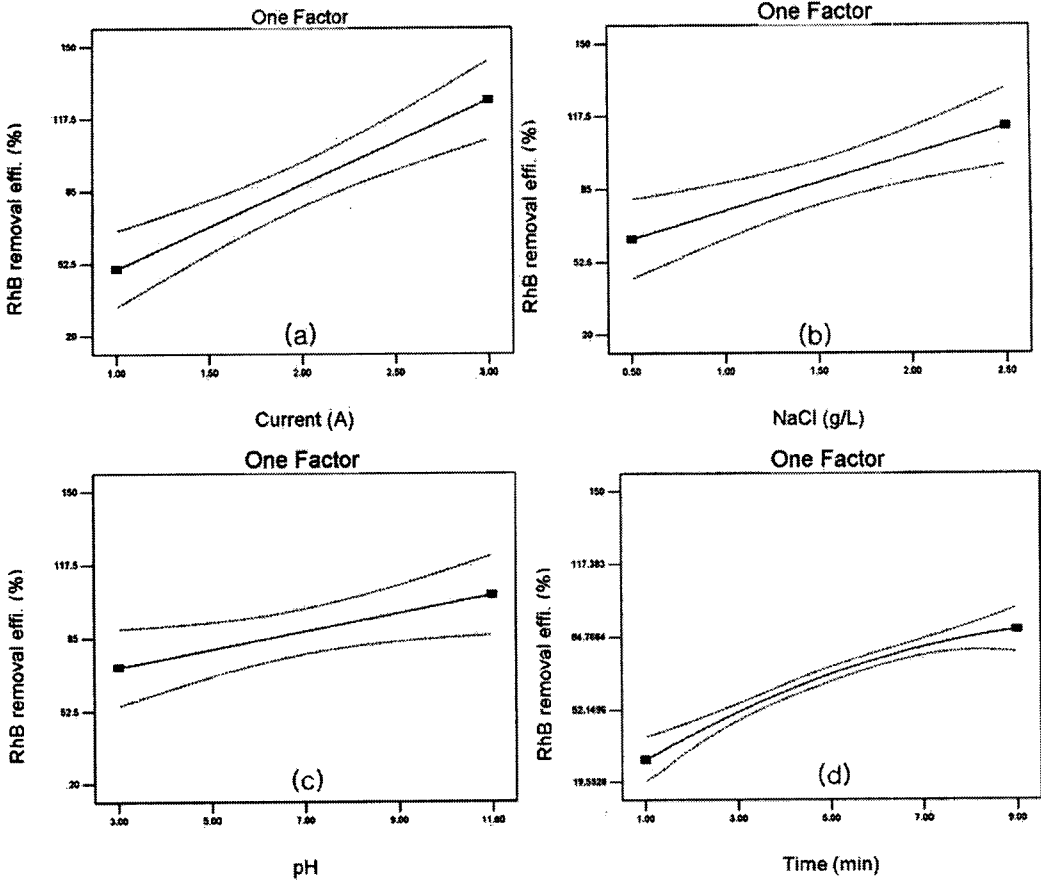 One Factor
150
117.5
85
52.5
20
RhB removal effi. (%)
(a)
1.00 1.50 2.00 2.50 3.00
Current (A)
One Factor
150
117.5
85
52.5
20
RhB removal effi. (%)
(b)
0.50 1.00 1.50 2.00 2.50
NaCl (g/L)
One Factor
150
117.5
85
52.5
20
RhB removal effi. (%)
(c)
3.00 5.00 7.00 9.00 11.00
pH
One Factor
150
117.383
84.7664
52.1496
RhB removal effi. (%)
(d)
1.00 3.00 5.00 7.00 9.00
Time (min)